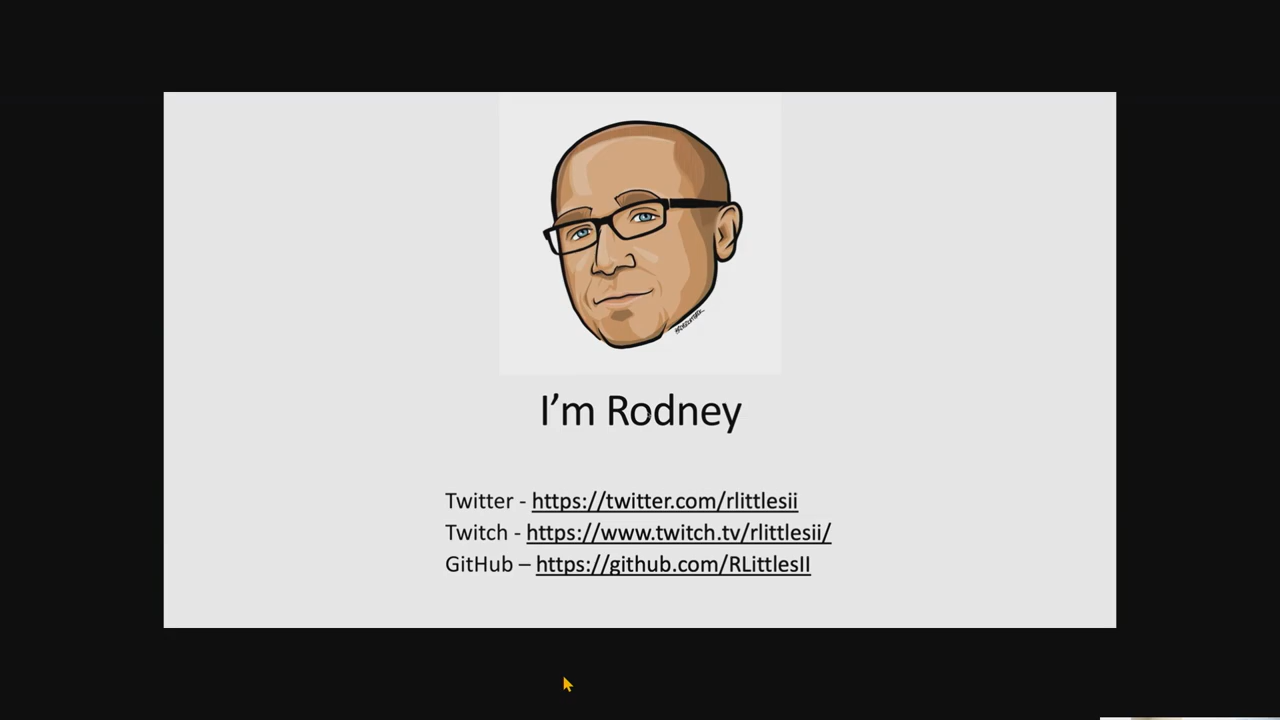 I'm Rodney
Twitter - https://twitter.com/rlittlesii
Twitch - https://www.twitch.tv/rlittlesii/
GitHub – https://github.com/RLittlesII